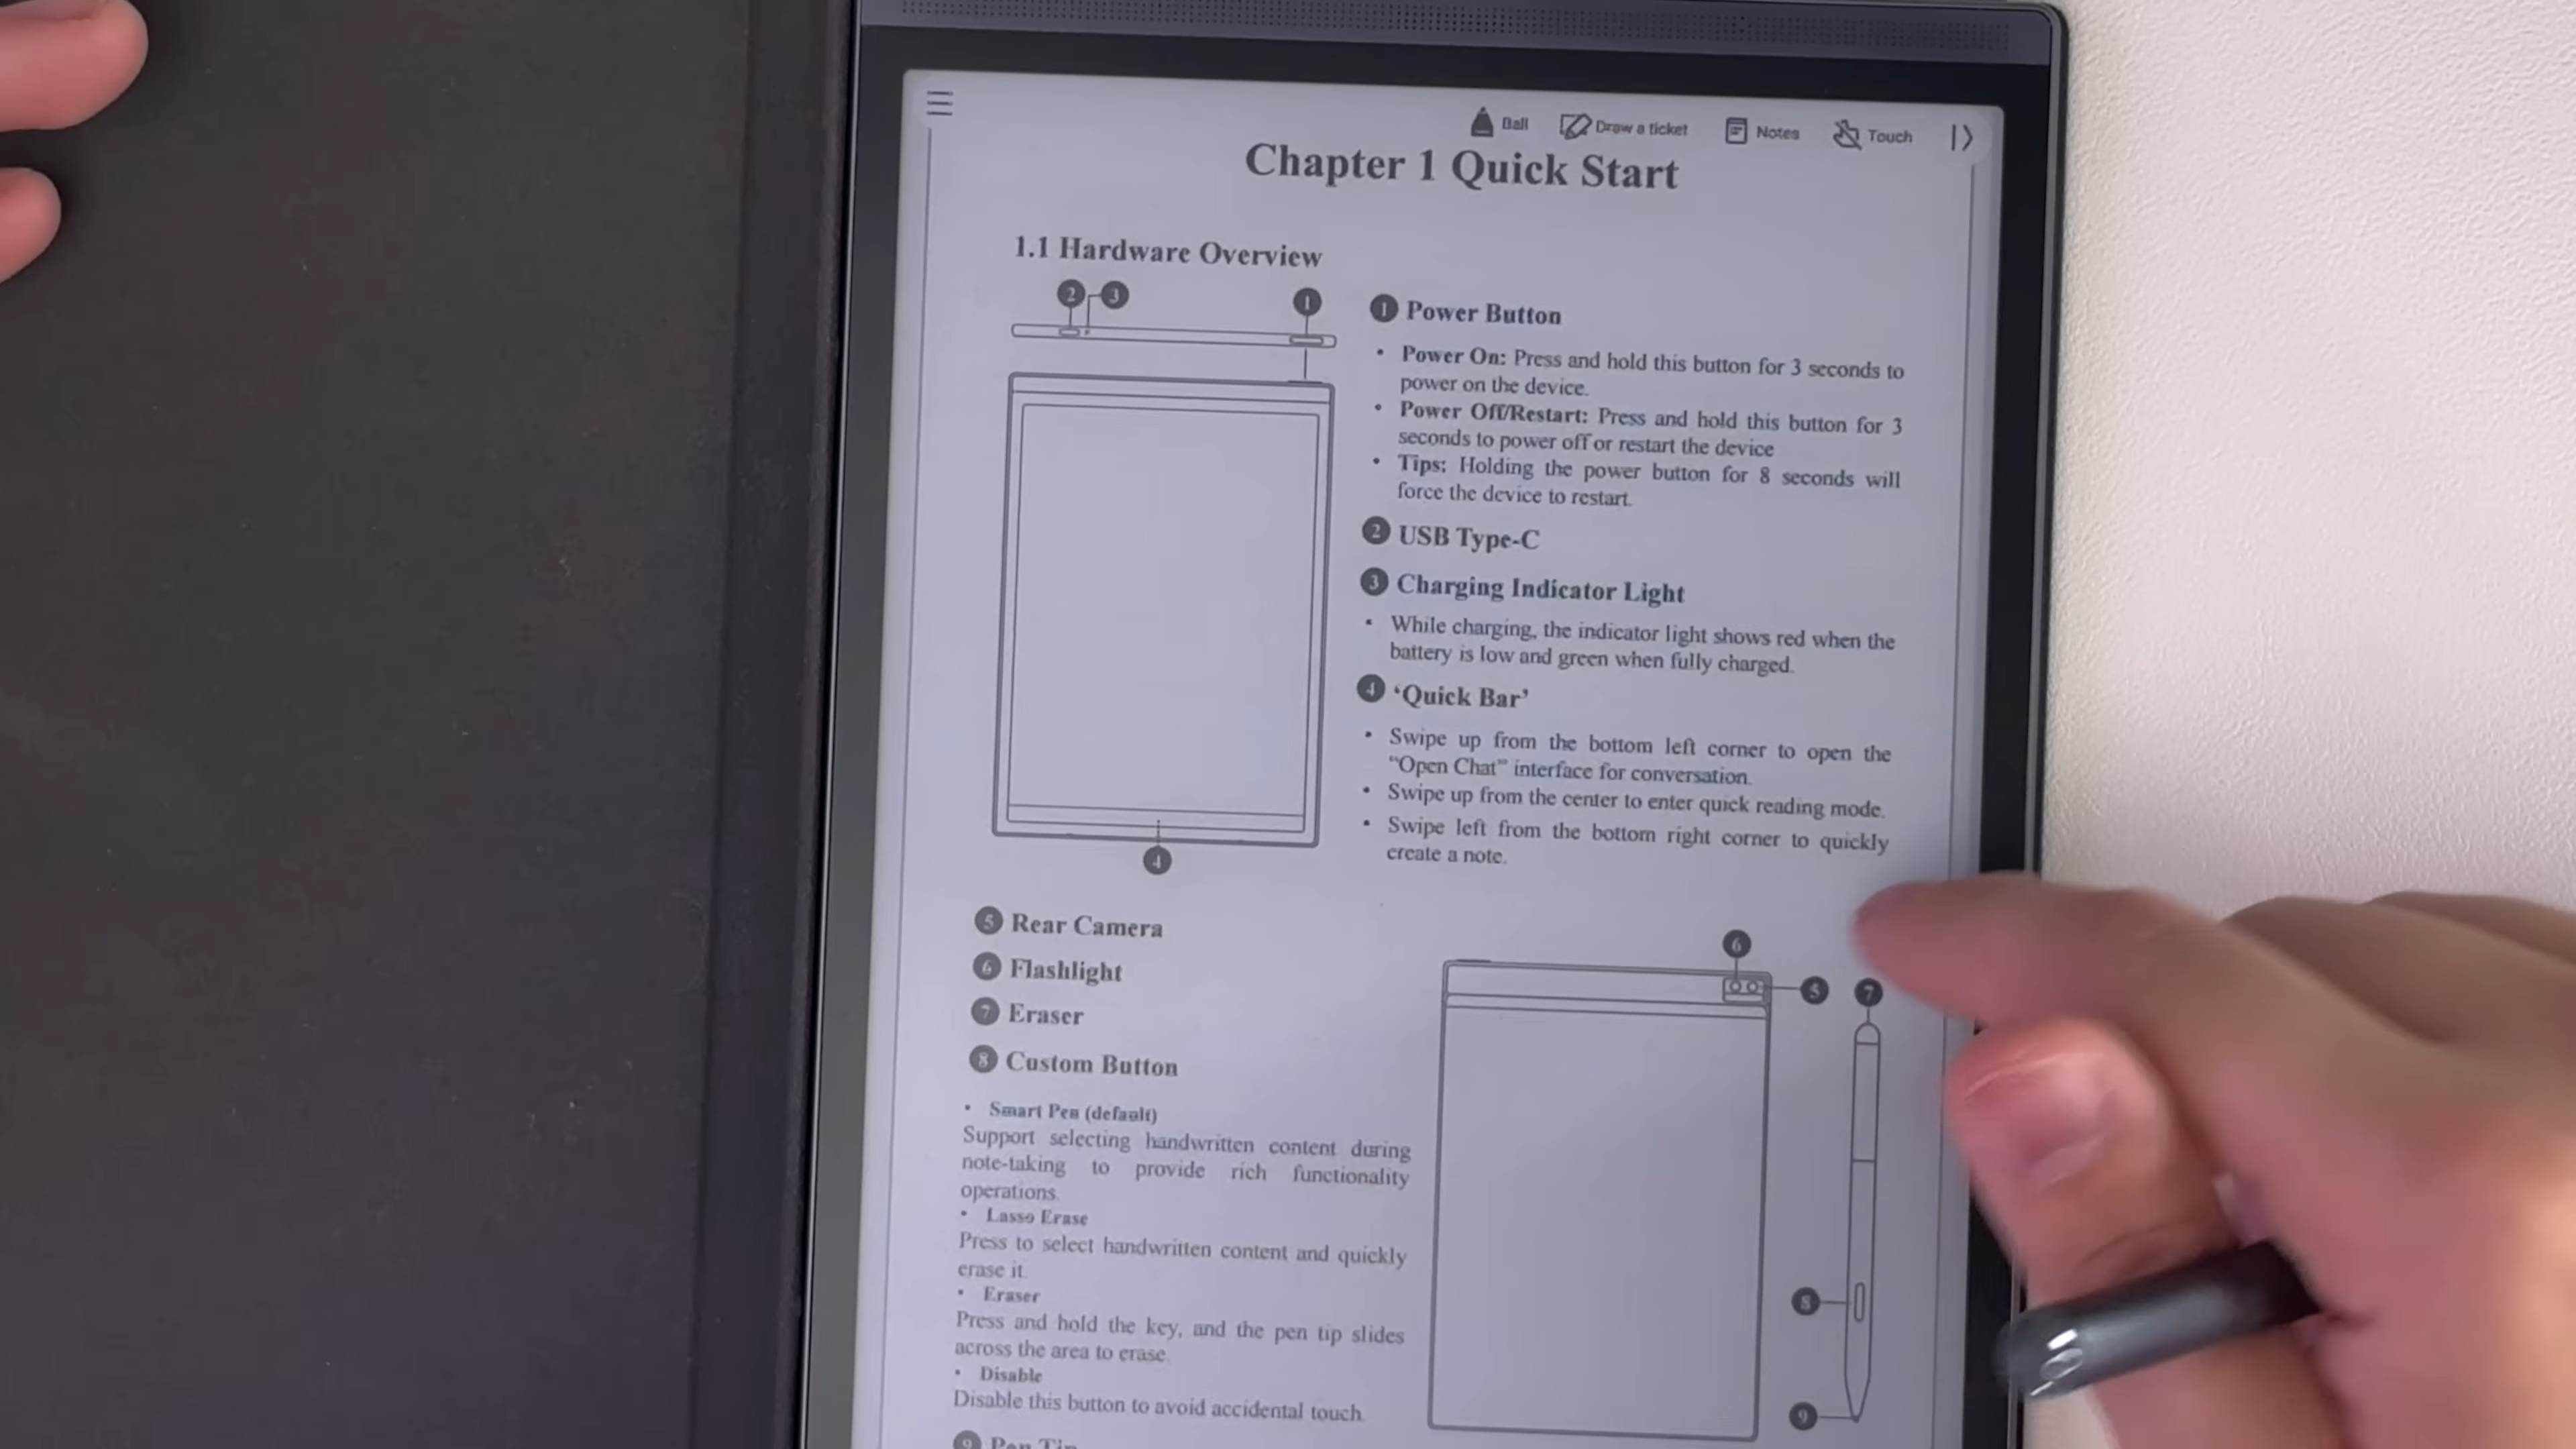 Ball Draw a ticket Notes Touch
Chapter 1 Quick Start
1.1 Hardware Overview
2 3 1
4
1 Power Button
• Power On: Press and hold this button for 3 seconds to
power on the device.
• Power Off/Restart: Press and hold this button for 3
seconds to power off or restart the device
• Tips: Holding the power button for 8 seconds will
force the device to restart.
2 USB Type-C
3 Charging Indicator Light
• While charging, the indicator light shows red when the
battery is low and green when fully charged.
4 ‘Quick Bar’
• Swipe up from the bottom left corner to open the
“Open Chat” interface for conversation.
• Swipe up from the center to enter quick reading mode.
• Swipe left from the bottom right corner to quickly
create a note.
5 Rear Camera
6 Flashlight
7 Eraser
8 Custom Button
• Smart Pen (default)
Support selecting handwritten content during
note-taking to provide rich functionality
operations.
• Lasso Erase
Press to select handwritten content and quickly
erase it.
• Eraser
Press and hold the key, and the pen tip slides
across the area to erase.
• Disable
Disable this button to avoid accidental touch.
9 Pen Tip
6
5 7
8
9